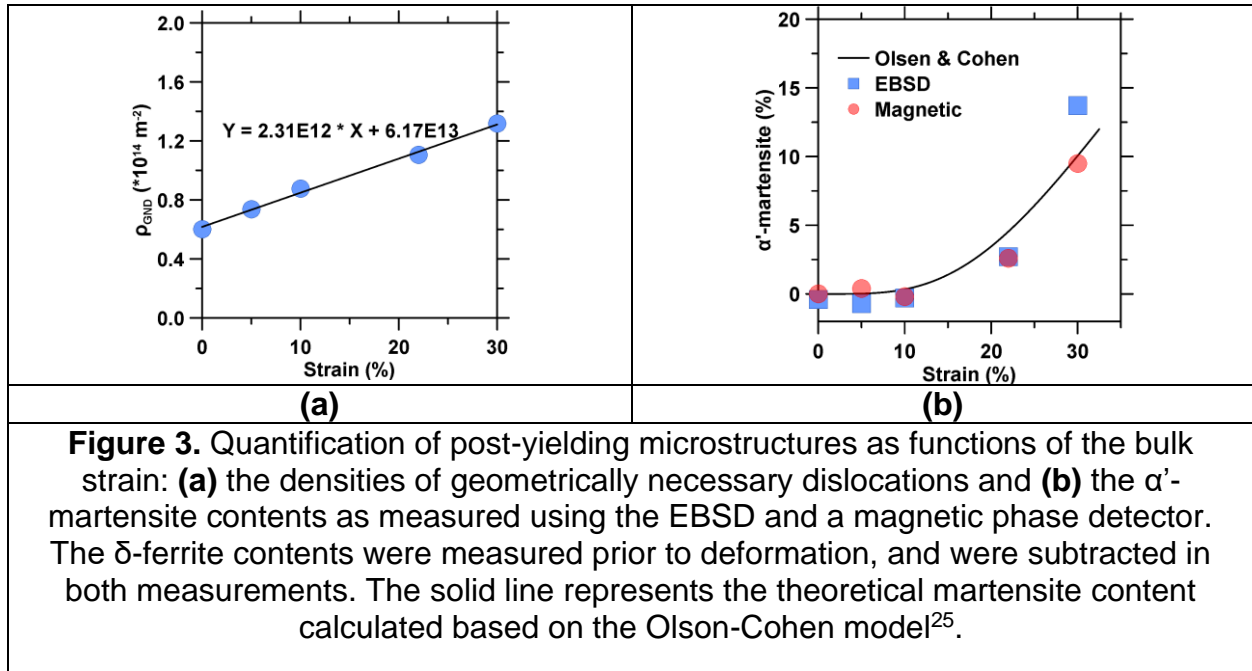 2.0
1.6
1.2
0.8
0.4
0.0
ρGND (*10¹⁴ m⁻²)
Y = 2.31E12 * X + 6.17E13
0 10 20 30
Strain (%)
20
15
10
5
0
α'-martensite (%)
Olsen & Cohen
EBSD
Magnetic
0 10 20 30
Strain (%)
(a) (b)
Figure 3. Quantification of post-yielding microstructures as functions of the bulk
strain: (a) the densities of geometrically necessary dislocations and (b) the α’-
martensite contents as measured using the EBSD and a magnetic phase detector.
The δ-ferrite contents were measured prior to deformation, and were subtracted in
both measurements. The solid line represents the theoretical martensite content
calculated based on the Olson-Cohen model²⁵.